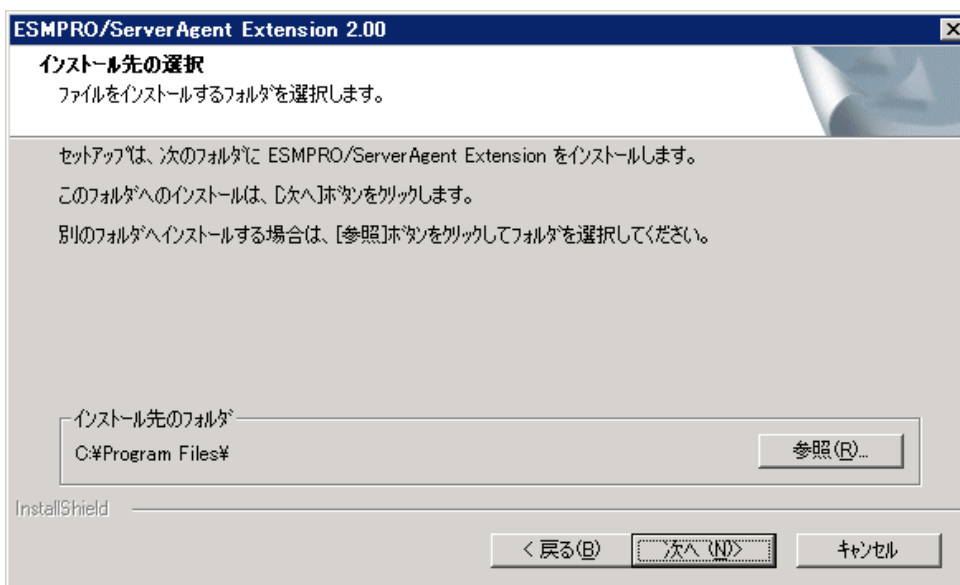 ESMPRO/ServerAgent Extension 2.00
インストール先の選択
ファイルをインストールするフォルダを選択します。
セットアップは、次のフォルダに ESMPRO/ServerAgent Extension をインストールします。
このフォルダへのインストールは、[次へ]ボタンをクリックします。
別のフォルダへインストールする場合は、[参照]ボタンをクリックしてフォルダを選択してください。
インストール先のフォルダ
C:¥Program Files¥
参照(R)...
InstallShield
< 戻る(B)
次へ (N)>
キャンセル